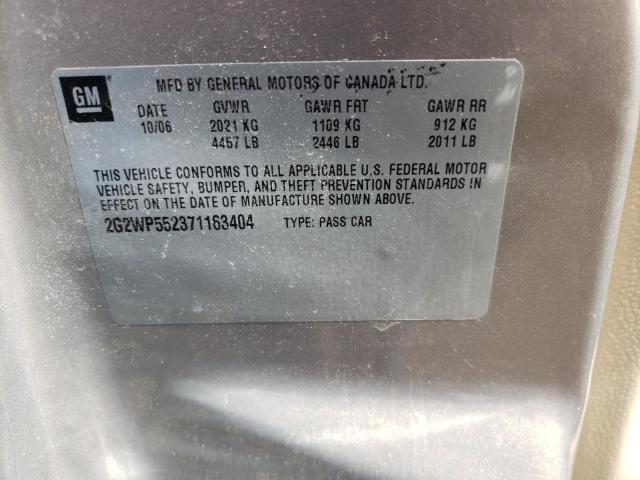 GM
MFD BY GENERAL MOTORS OF CANADA LTD.
DATE GVWR GAWR FRT GAWR RR
10/06 2021 KG 1109 KG 912 KG
4457 LB 2446 LB 2011 LB
THIS VEHICLE CONFORMS TO ALL APPLICABLE U.S. FEDERAL MOTOR
VEHICLE SAFETY, BUMPER, AND THEFT PREVENTION STANDARDS IN
EFFECT ON THE DATE OF MANUFACTURE SHOWN ABOVE.
2G2WP552371163404 TYPE: PASS CAR